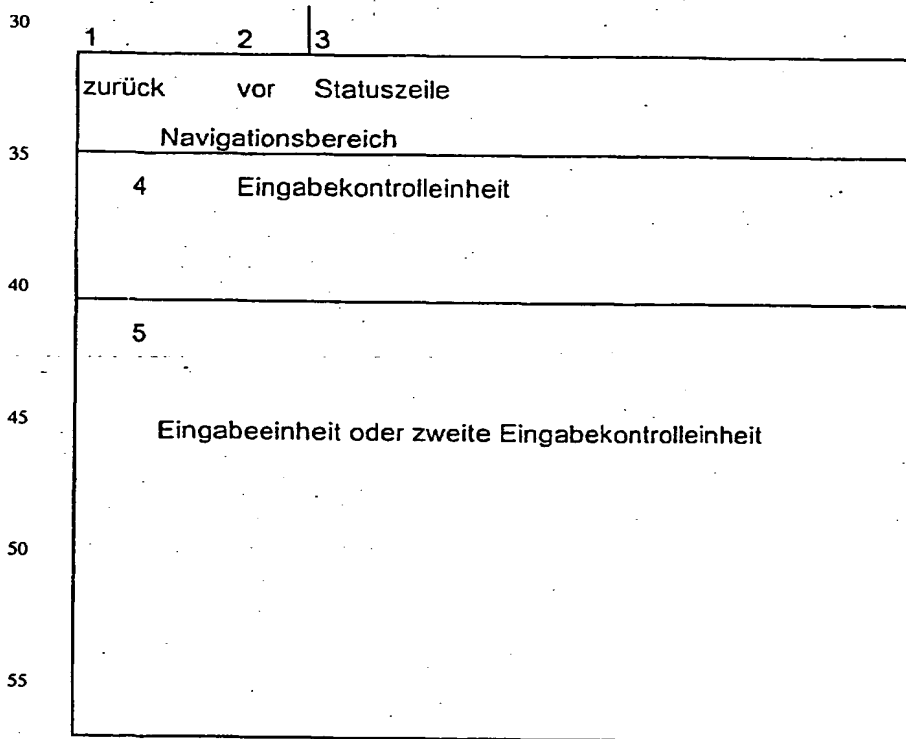 30
1 2 3
zurück vor Statuszeile
Navigationsbereich
35
4 Eingabekontrolleinheit
40
5
45
Eingabeeinheit oder zweite Eingabekontrolleinheit
50
55